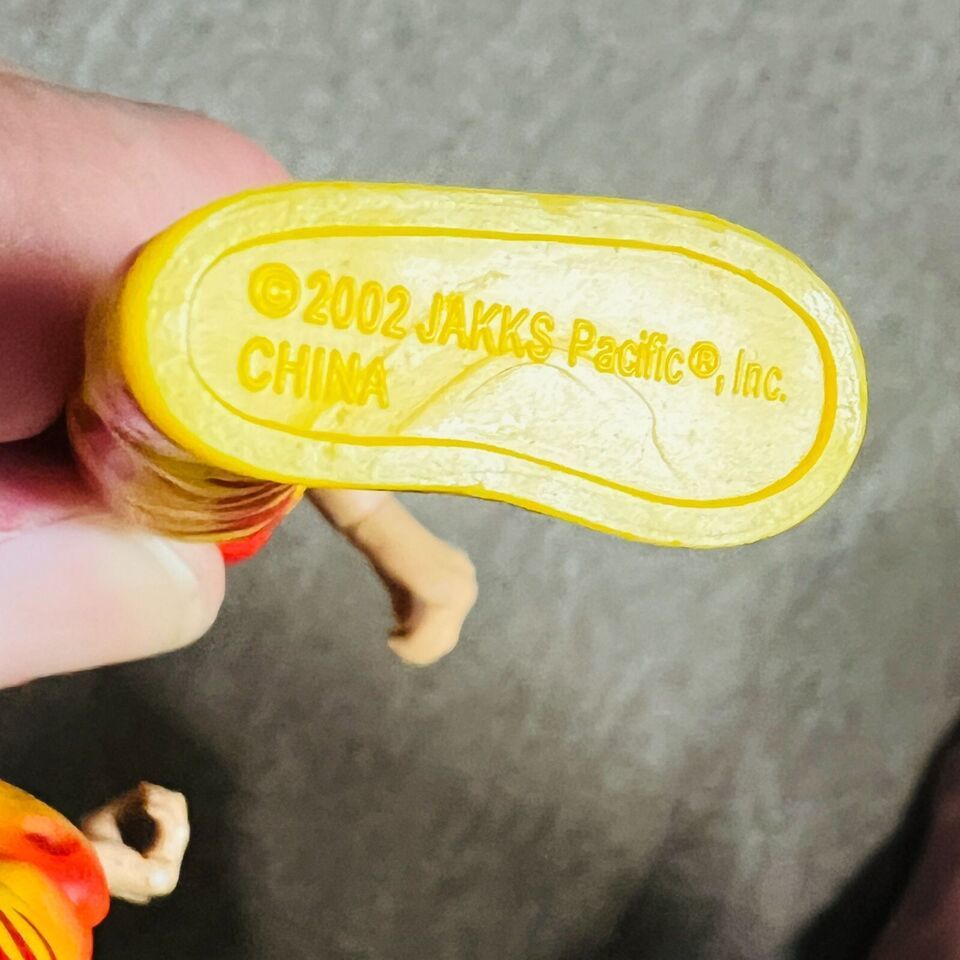 ©2002 JAKKS Pacific®, Inc.
CHINA